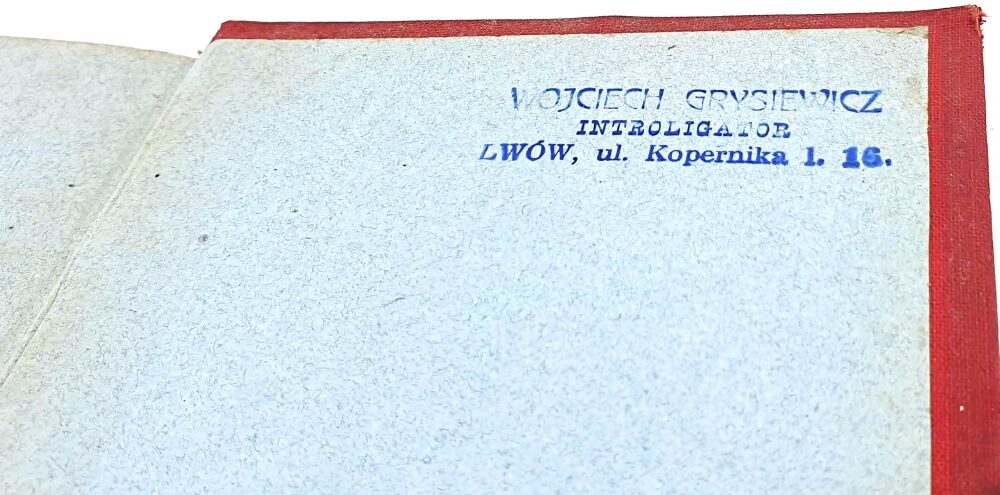 WOJCIECH GRYSIEWICZ
INTROLIGATOR
LWÓW, ul. Kopernika l. 16.